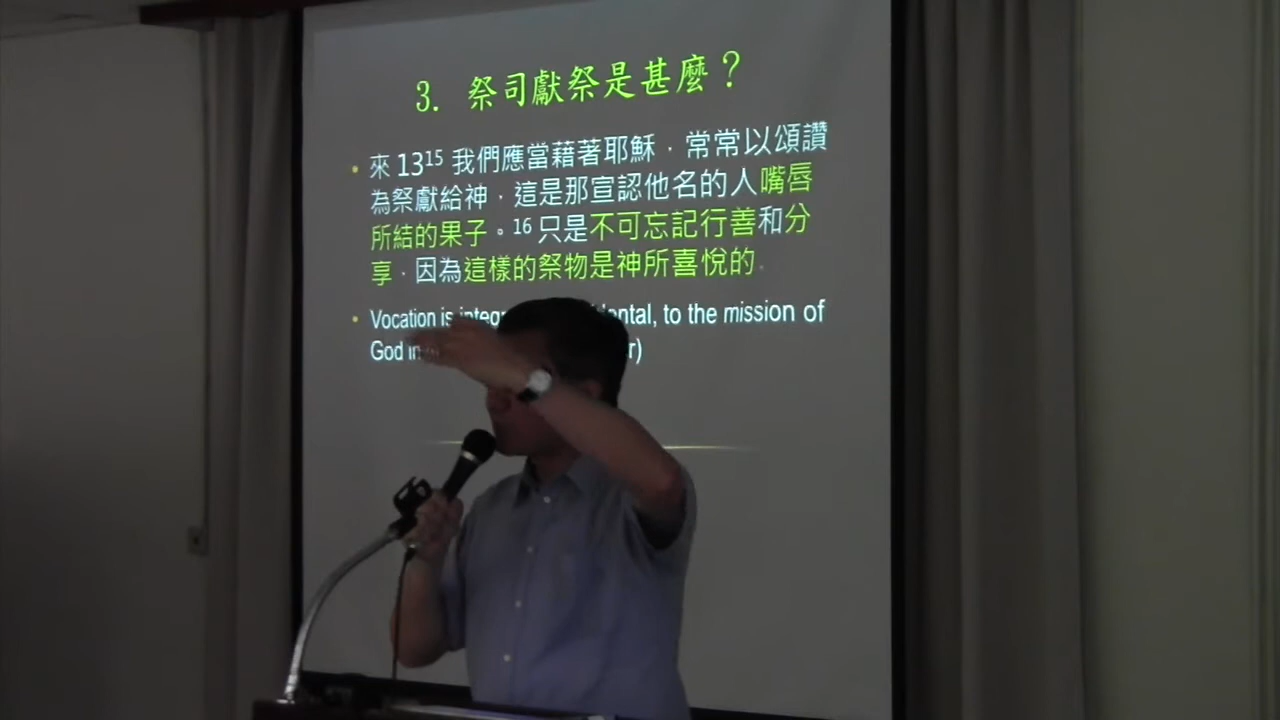 3. 祭司獻祭是甚麼？
• 來 13¹⁵ 我們應當藉著耶穌，常常以頌讚
為祭獻給神，這是那宣認他名的人嘴唇
所結的果子。¹⁶ 只是不可忘記行善和分
享，因為這樣的祭物是神所喜悅的。
• Vocation is to the mission of
God